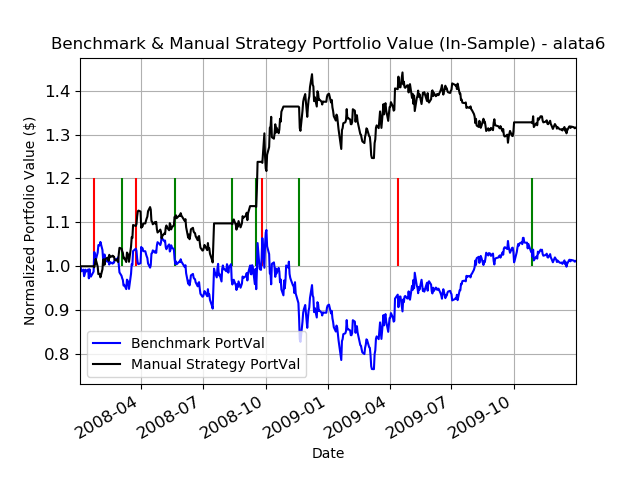 Benchmark & Manual Strategy Portfolio Value (In-Sample) - alata6
Normalized Portfolio Value ($)
1.4
1.3
1.2
1.1
1.0
0.9
0.8
Benchmark PortVal
Manual Strategy PortVal
2008-04
2008-07
2008-10
2009-01
2009-04
2009-07
2009-10
Date